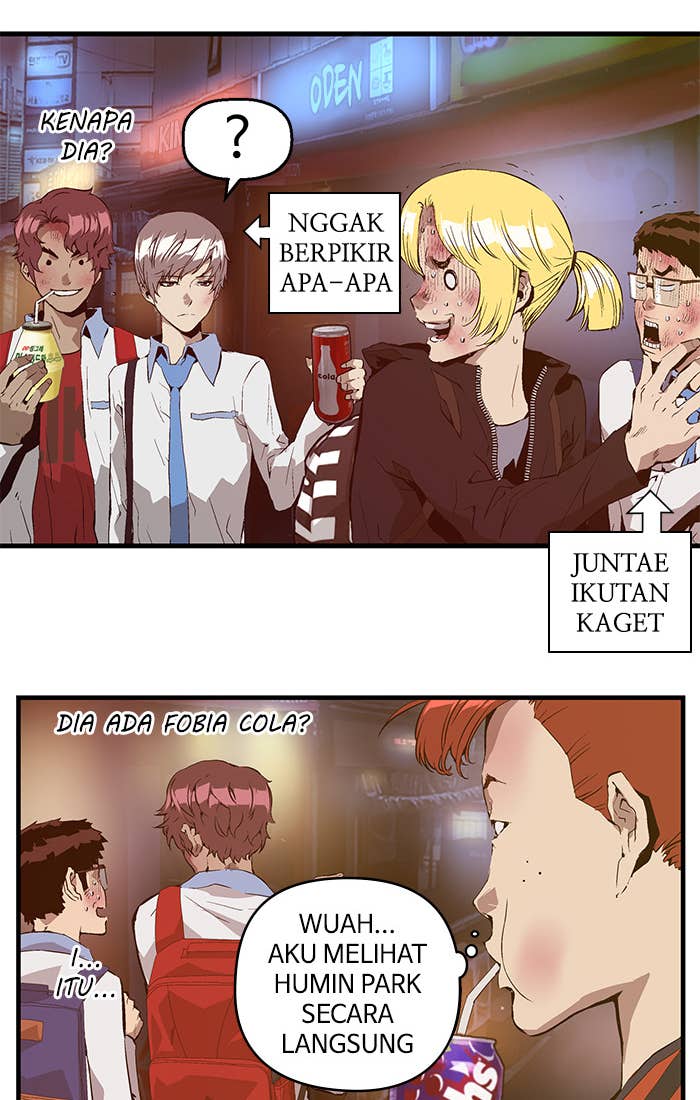 ODEN
KENAPA
DIA?
?
NGGAK
BERPIKIR
APA-APA
cola
JUNTAE
IKUTAN
KAGET
DIA ADA FOBIA COLA?
I...
ITU...
WUAH...
AKU MELIHAT
HUMIN PARK
SECARA
LANGSUNG